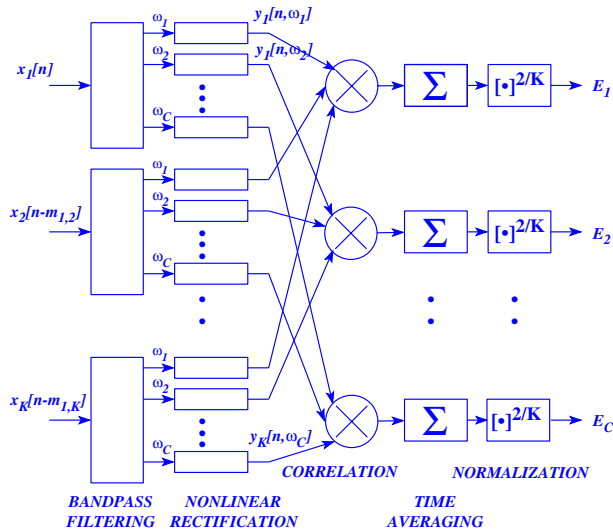 ω1 y1[n,ω1]
x1[n] ω2 y1[n,ω2] Σ [•]2/K E1
ωC
ω1
x2[n-m1,2] ω2 Σ [•]2/K E2
ωC
ω1
xK[n-m1,K] ω2 Σ [•]2/K EC
ωC yK[n,ωC]
CORRELATION NORMALIZATION
BANDPASS NONLINEAR TIME
FILTERING RECTIFICATION AVERAGING